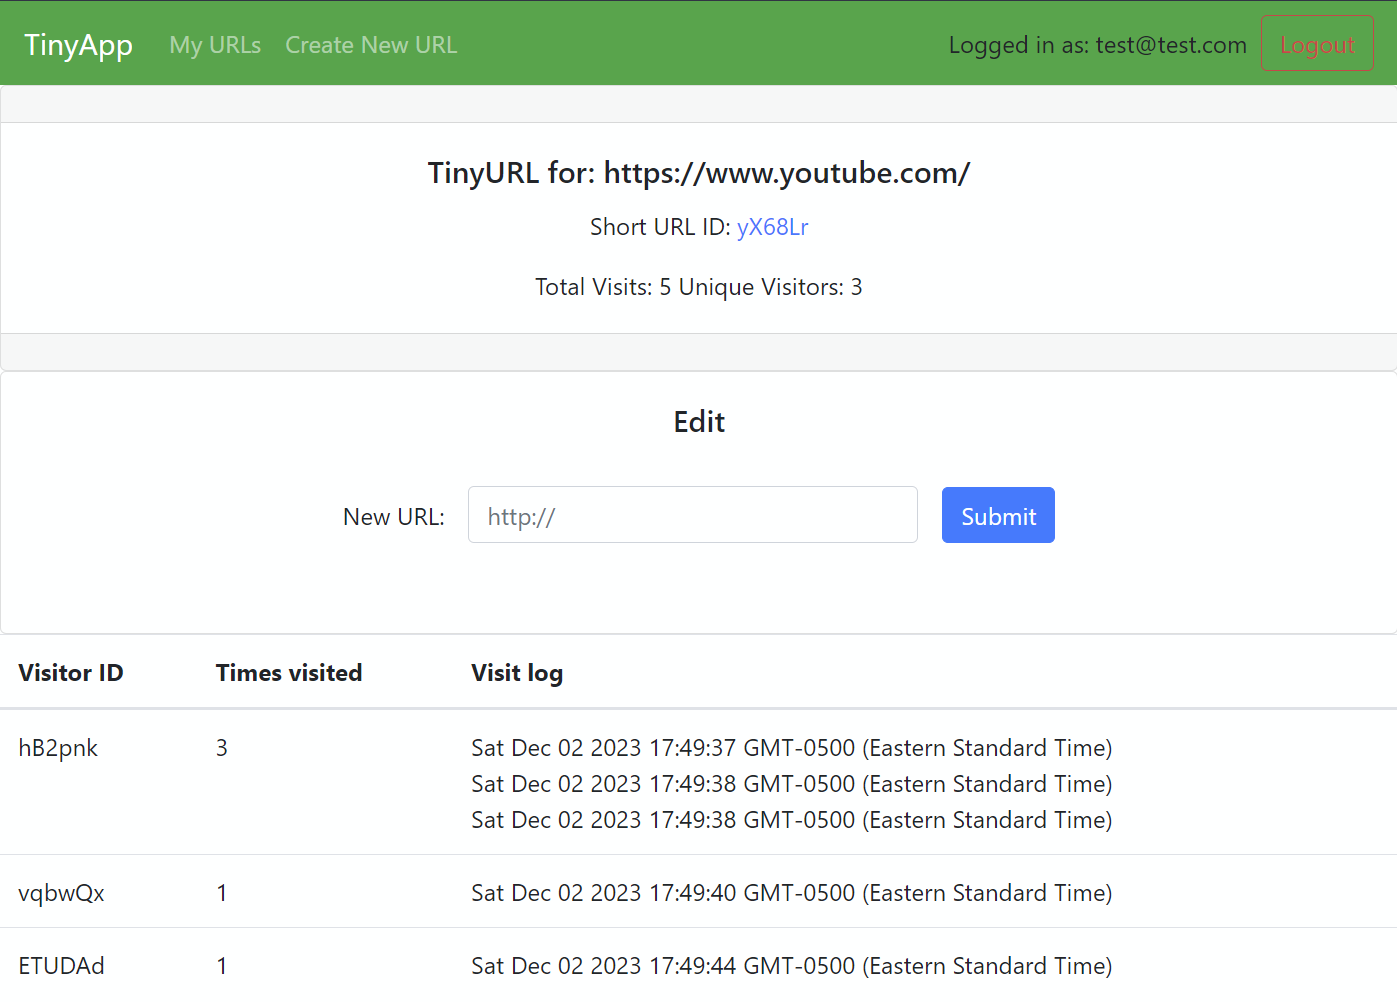 TinyApp My URLs Create New URL Logged in as: test@test.com Logout
TinyURL for: https://www.youtube.com/
Short URL ID: yX68Lr
Total Visits: 5 Unique Visitors: 3
Edit
New URL: http:// Submit
Visitor ID Times visited Visit log
hB2pnk 3 Sat Dec 02 2023 17:49:37 GMT-0500 (Eastern Standard Time)
Sat Dec 02 2023 17:49:38 GMT-0500 (Eastern Standard Time)
Sat Dec 02 2023 17:49:38 GMT-0500 (Eastern Standard Time)
vqbwQx 1 Sat Dec 02 2023 17:49:40 GMT-0500 (Eastern Standard Time)
ETUDAd 1 Sat Dec 02 2023 17:49:44 GMT-0500 (Eastern Standard Time)